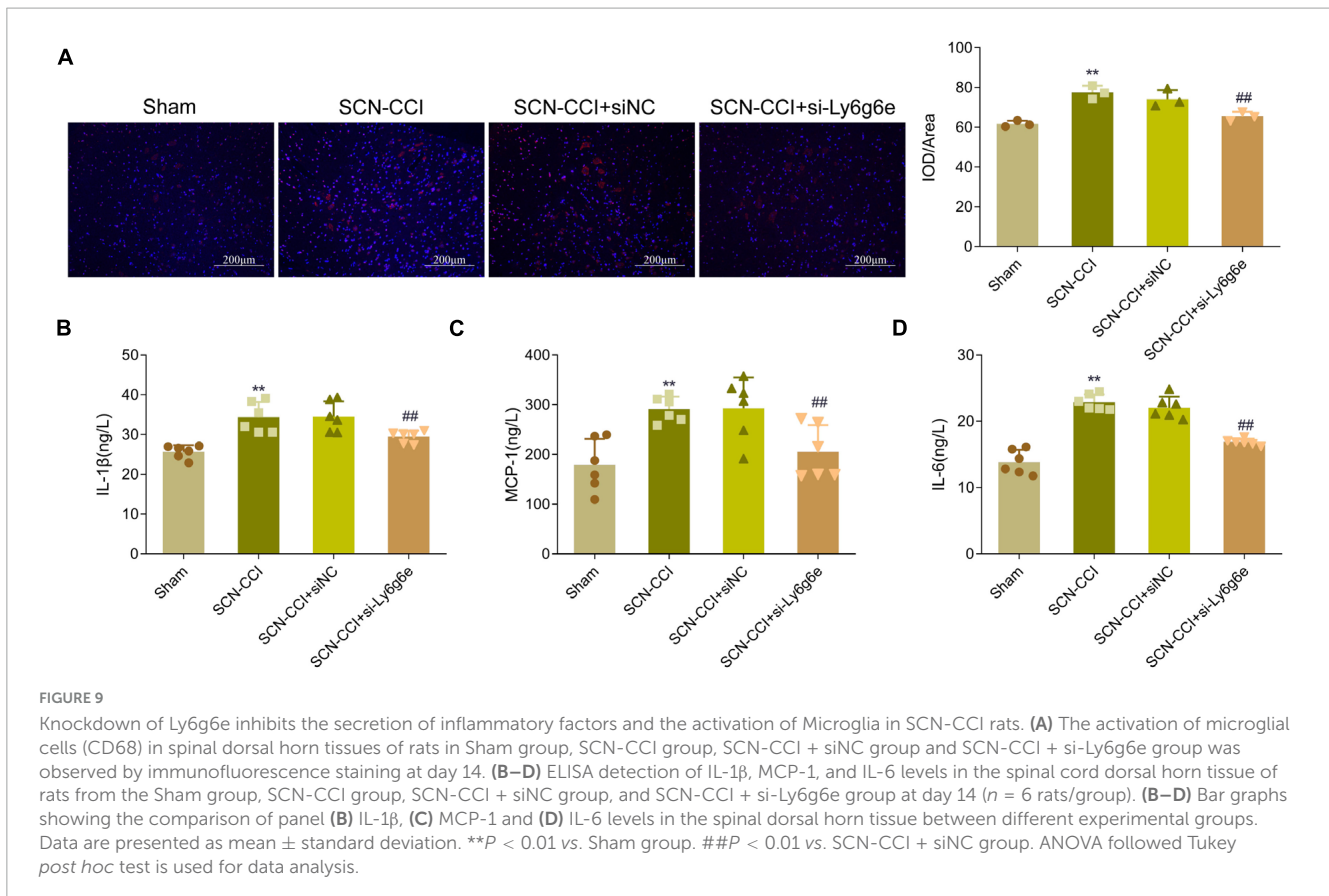 A
Sham
SCN-CCI
SCN-CCI+siNC
SCN-CCI+si-Ly6g6e
200μm
200μm
200μm
200μm
IOD/Area
100
80
60
40
20
0
**
##
Sham
SCN-CCI
SCN-CCI+siNC
SCN-CCI+si-Ly6g6e
B
IL-1β(ng/L)
50
40
30
20
10
0
**
##
Sham
SCN-CCI
SCN-CCI+siNC
SCN-CCI+si-Ly6g6e
C
MCP-1(ng/L)
400
300
200
100
0
**
##
Sham
SCN-CCI
SCN-CCI+siNC
SCN-CCI+si-Ly6g6e
D
IL-6(ng/L)
30
20
10
0
**
##
Sham
SCN-CCI
SCN-CCI+siNC
SCN-CCI+si-Ly6g6e
FIGURE 9
Knockdown of Ly6g6e inhibits the secretion of inflammatory factors and the activation of Microglia in SCN-CCI rats. (A) The activation of microglial
cells (CD68) in spinal dorsal horn tissues of rats in Sham group, SCN-CCI group, SCN-CCI + siNC group and SCN-CCI + si-Ly6g6e group was
observed by immunofluorescence staining at day 14. (B–D) ELISA detection of IL-1β, MCP-1, and IL-6 levels in the spinal cord dorsal horn tissue of
rats from the Sham group, SCN-CCI group, SCN-CCI + siNC group, and SCN-CCI + si-Ly6g6e group at day 14 (n = 6 rats/group). (B–D) Bar graphs
showing the comparison of panel (B) IL-1β, (C) MCP-1 and (D) IL-6 levels in the spinal dorsal horn tissue between different experimental groups.
Data are presented as mean ± standard deviation. **P < 0.01 vs. Sham group. ##P < 0.01 vs. SCN-CCI + siNC group. ANOVA followed Tukey
post hoc test is used for data analysis.